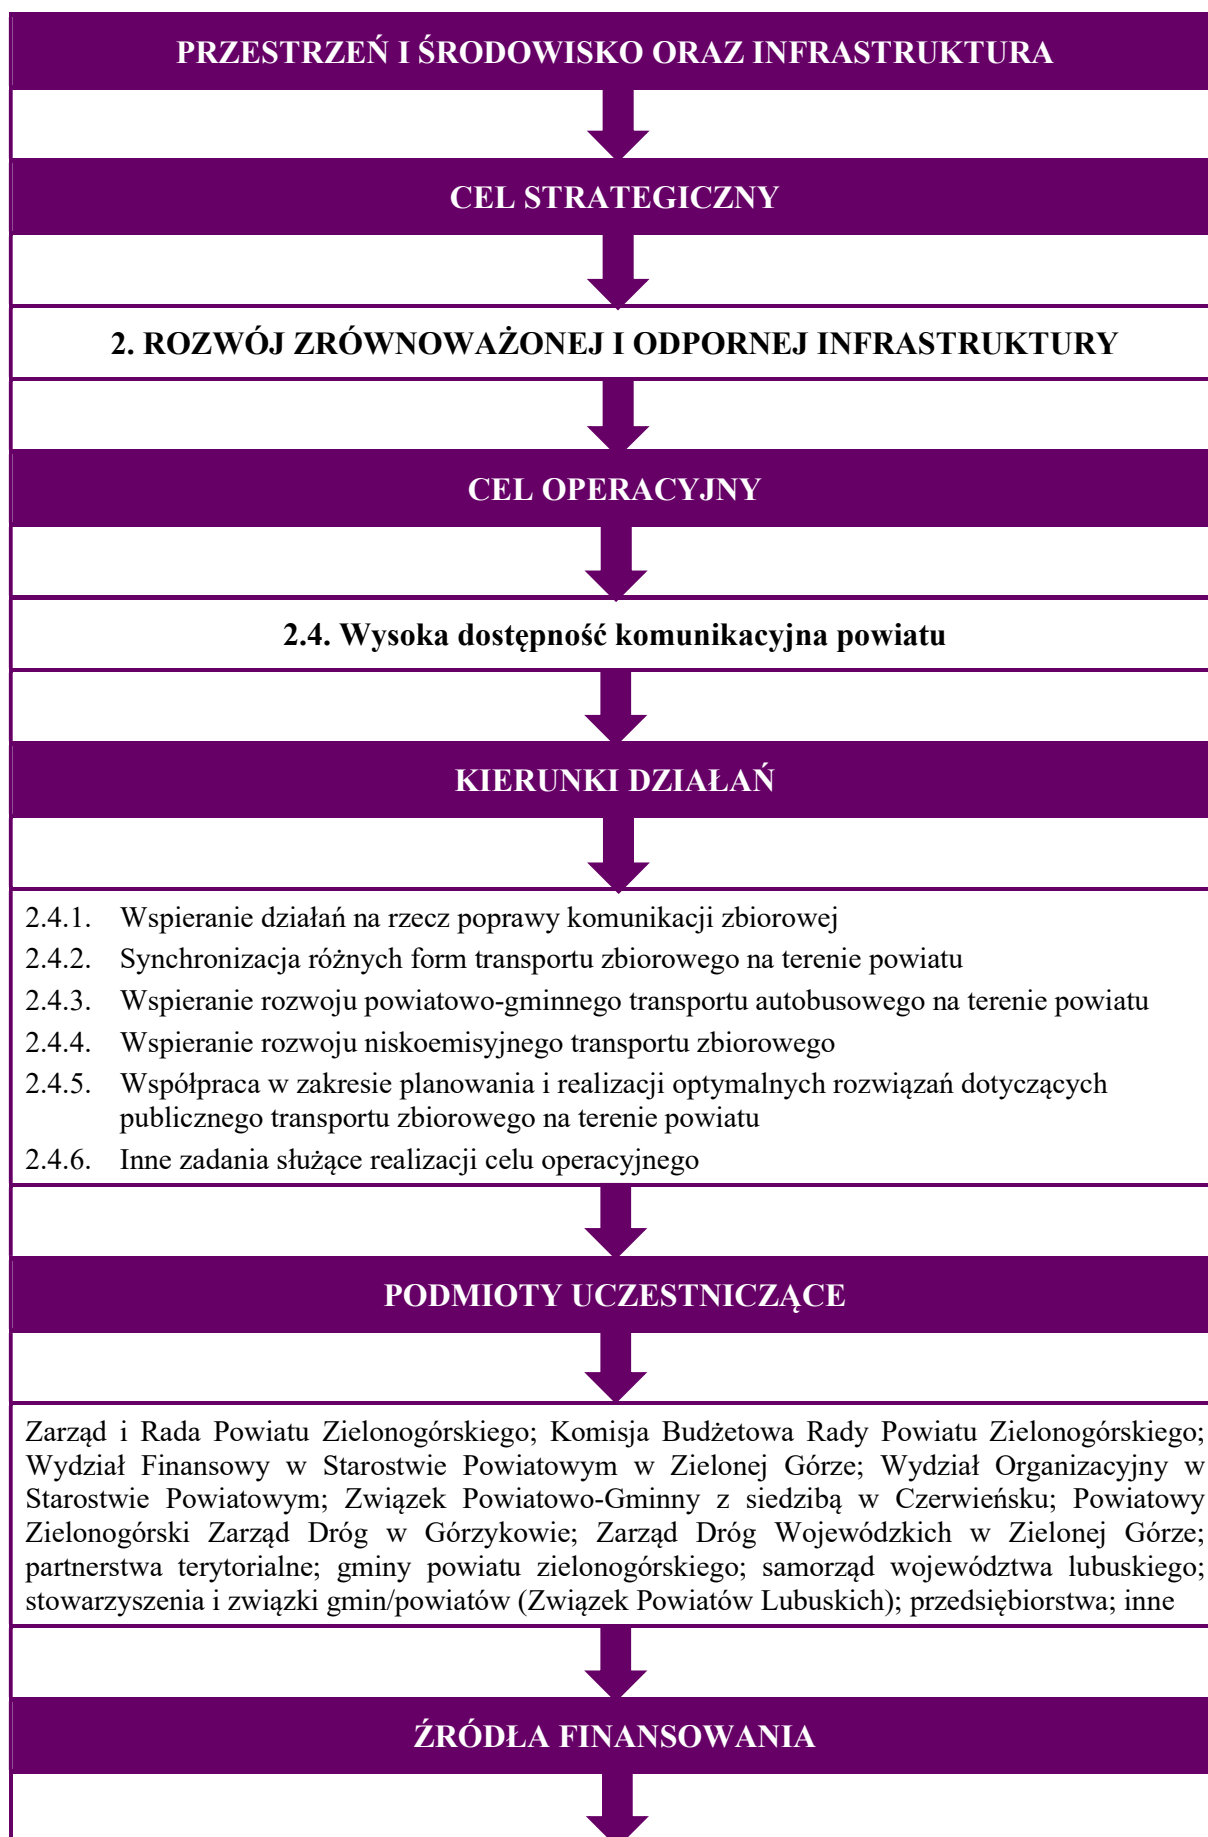 PRZESTRZEŃ I ŚRODOWISKO ORAZ INFRASTRUKTURA
CEL STRATEGICZNY
2. ROZWÓJ ZRÓWNOWAŻONEJ I ODPORNEJ INFRASTRUKTURY
CEL OPERACYJNY
2.4. Wysoka dostępność komunikacyjna powiatu
KIERUNKI DZIAŁAŃ
2.4.1. Wspieranie działań na rzecz poprawy komunikacji zbiorowej
2.4.2. Synchronizacja różnych form transportu zbiorowego na terenie powiatu
2.4.3. Wspieranie rozwoju powiatowo-gminnego transportu autobusowego na terenie powiatu
2.4.4. Wspieranie rozwoju niskoemisyjnego transportu zbiorowego
2.4.5. Współpraca w zakresie planowania i realizacji optymalnych rozwiązań dotyczących
publicznego transportu zbiorowego na terenie powiatu
2.4.6. Inne zadania służące realizacji celu operacyjnego
PODMIOTY UCZESTNICZĄCE
Zarząd i Rada Powiatu Zielonogórskiego; Komisja Budżetowa Rady Powiatu Zielonogórskiego;
Wydział Finansowy w Starostwie Powiatowym w Zielonej Górze; Wydział Organizacyjny w
Starostwie Powiatowym; Związek Powiatowo-Gminny z siedzibą w Czerwieńsku; Powiatowy
Zielonogórski Zarząd Dróg w Górzykowie; Zarząd Dróg Wojewódzkich w Zielonej Górze;
partnerstwa terytorialne; gminy powiatu zielonogórskiego; samorząd województwa lubuskiego;
stowarzyszenia i związki gmin/powiatów (Związek Powiatów Lubuskich); przedsiębiorstwa; inne
ŹRÓDŁA FINANSOWANIA